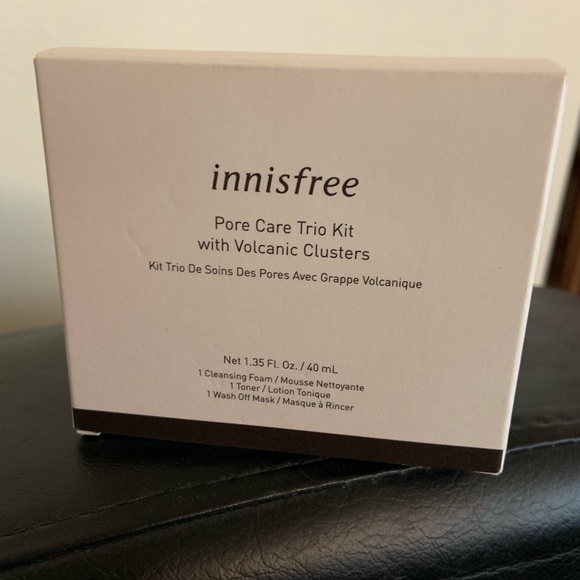 innisfree
Pore Care Trio Kit
with Volcanic Clusters
Kit Trio De Soins Des Pores Avec Grappe Volcanique
Net 1.35 Fl. Oz. / 40 mL
1 Cleansing Foam / Mousse Nettoyante
1 Toner / Lotion Tonique
1 Wash Off Mask / Masque à Rincer